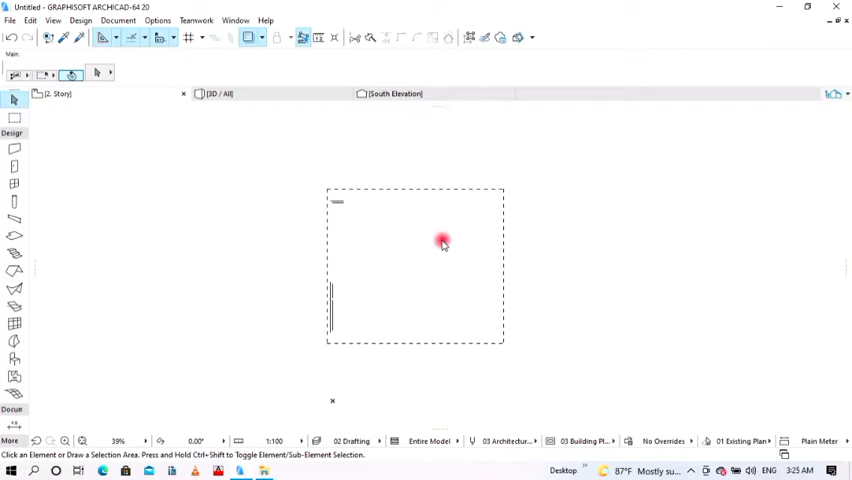 Untitled - GRAPHISOFT ARCHICAD-64 20
File Edit View Design Document Options Teamwork Window Help
Main:
[2. Story] [3D / All] [South Elevation]
Design
Docur
More 39% 0.00° 1:100 02 Drafting Entire Model 03 Architectur... 03 Building Pl... No Overrides 01 Existing Plan... Plain Meter
Click an Element or Draw a Selection Area. Press and Hold Ctrl+Shift to Toggle Element/Sub-Element Selection.
Desktop 87°F Mostly su... ENG 3:25 AM